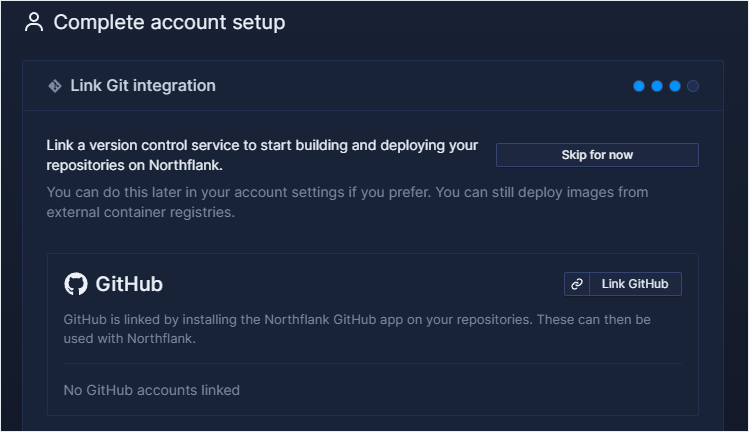 Complete account setup
Link Git integration
Link a version control service to start building and deploying your
repositories on Northflank.
Skip for now
You can do this later in your account settings if you prefer. You can still deploy images from
external container registries.
GitHub
Link GitHub
GitHub is linked by installing the Northflank GitHub app on your repositories. These can then be
used with Northflank.
No GitHub accounts linked